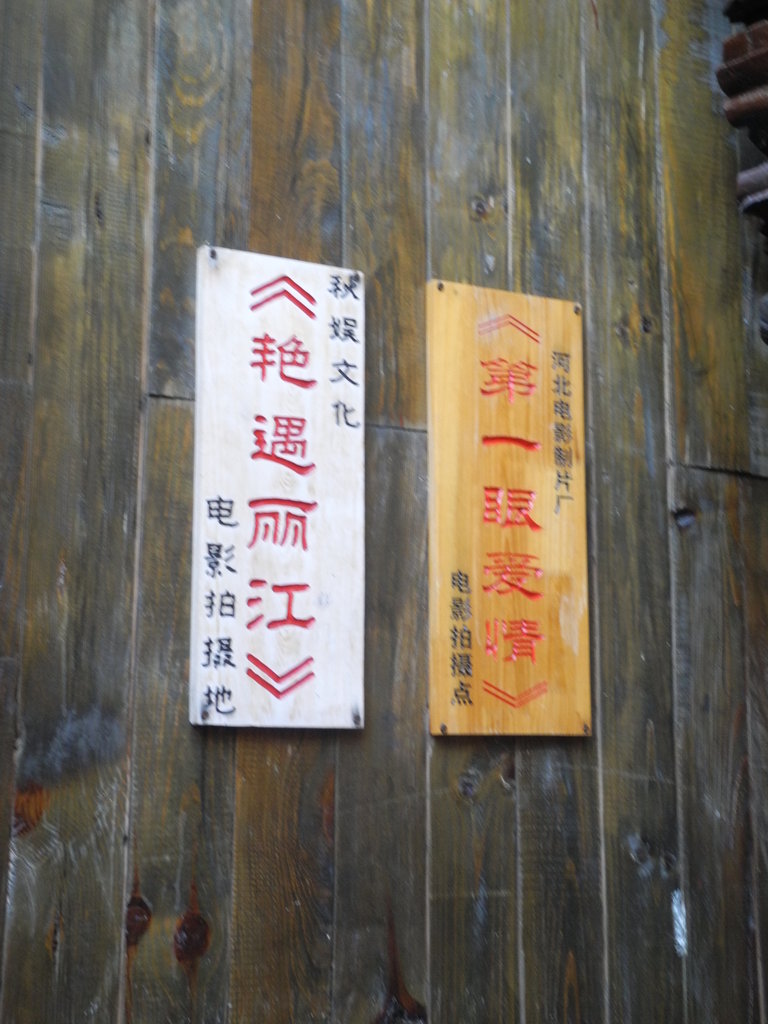 河北电影制片厂
《第一眼爱情》
电影拍摄点
娱文化
《艳遇丽江》
电影拍摄地